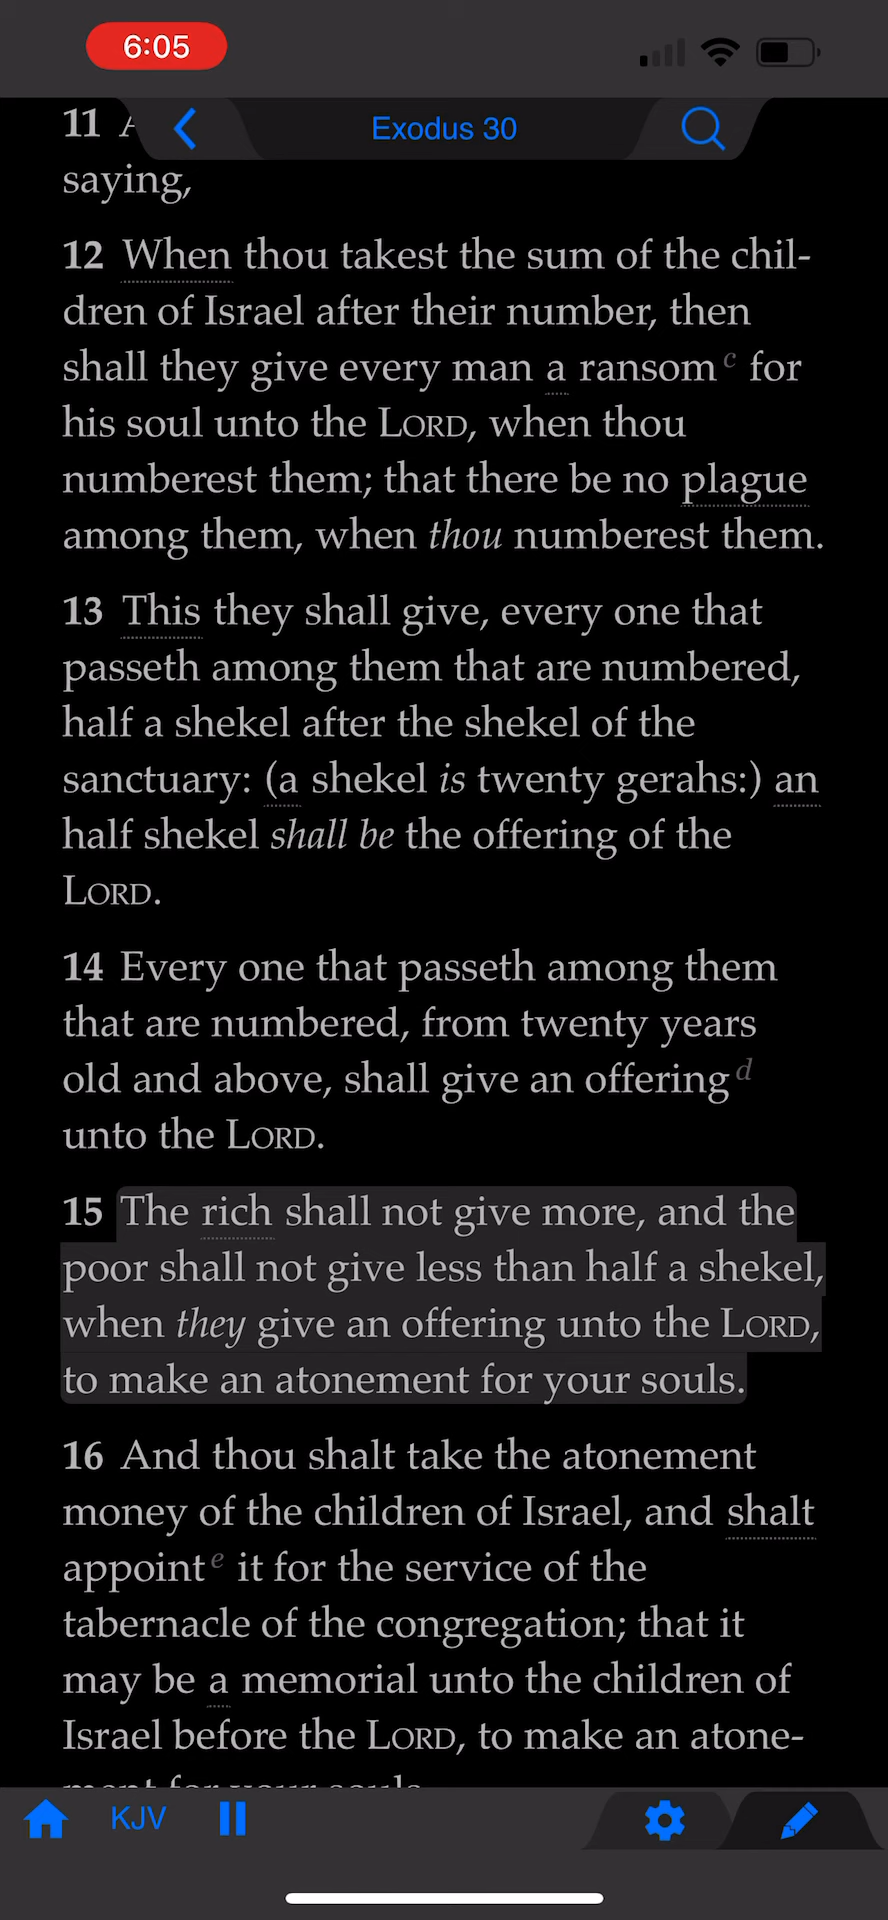 6:05
Exodus 30
11
saying,
12 When thou takest the sum of the chil-
dren of Israel after their number, then
shall they give every man a ransom c for
his soul unto the LORD, when thou
numberest them; that there be no plague
among them, when thou numberest them.
13 This they shall give, every one that
passeth among them that are numbered,
half a shekel after the shekel of the
sanctuary: (a shekel is twenty gerahs:) an
half shekel shall be the offering of the
LORD.
14 Every one that passeth among them
that are numbered, from twenty years
old and above, shall give an offering d
unto the LORD.
15 The rich shall not give more, and the
poor shall not give less than half a shekel,
when they give an offering unto the LORD,
to make an atonement for your souls.
16 And thou shalt take the atonement
money of the children of Israel, and shalt
appoint e it for the service of the
tabernacle of the congregation; that it
may be a memorial unto the children of
Israel before the LORD, to make an atone-
KJV